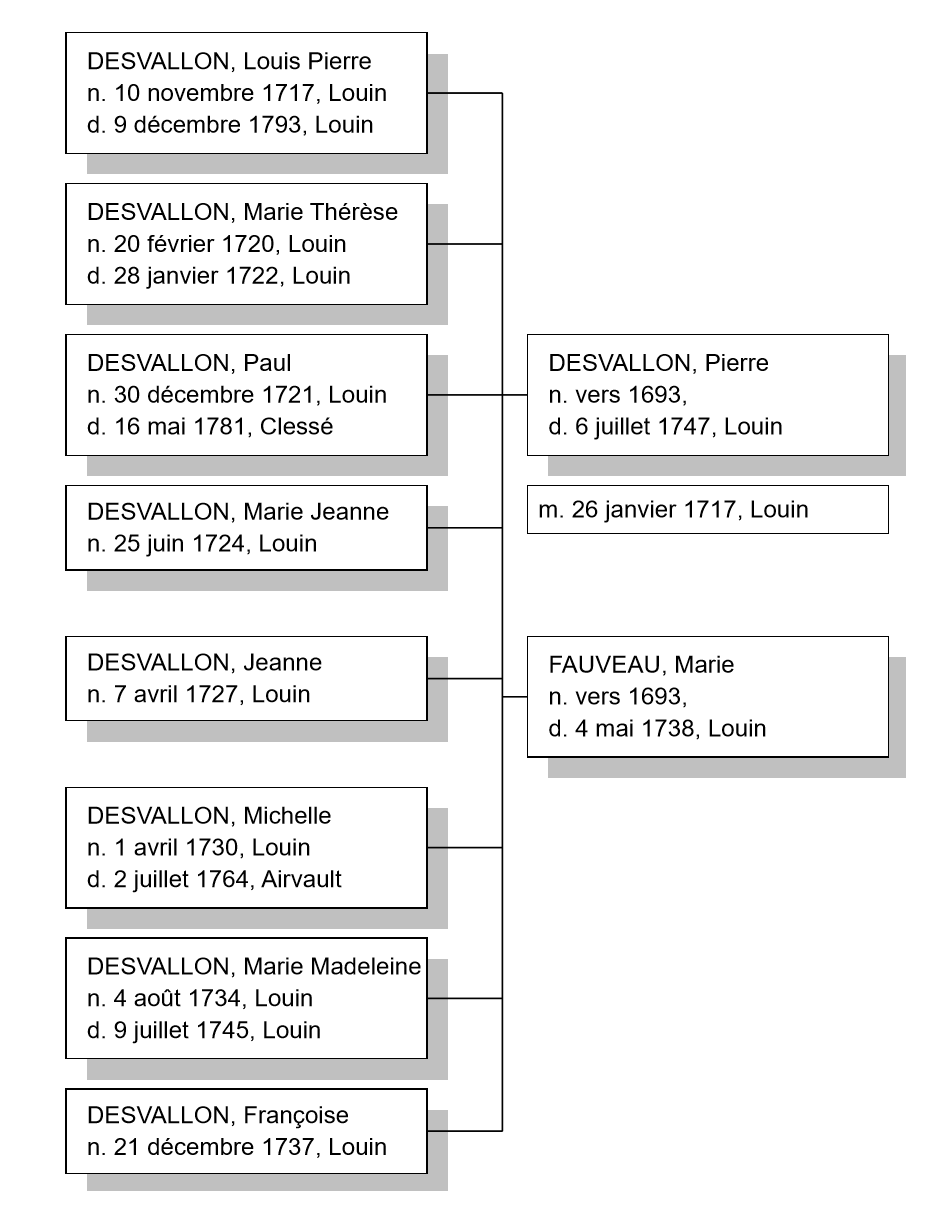 DESVALLON, Louis Pierre
n. 10 novembre 1717, Louin
d. 9 décembre 1793, Louin
DESVALLON, Marie Thérèse
n. 20 février 1720, Louin
d. 28 janvier 1722, Louin
DESVALLON, Paul
n. 30 décembre 1721, Louin
d. 16 mai 1781, Clessé
DESVALLON, Marie Jeanne
n. 25 juin 1724, Louin
DESVALLON, Jeanne
n. 7 avril 1727, Louin
DESVALLON, Michelle
n. 1 avril 1730, Louin
d. 2 juillet 1764, Airvault
DESVALLON, Marie Madeleine
n. 4 août 1734, Louin
d. 9 juillet 1745, Louin
DESVALLON, Françoise
n. 21 décembre 1737, Louin
DESVALLON, Pierre
n. vers 1693,
d. 6 juillet 1747, Louin
m. 26 janvier 1717, Louin
FAUVEAU, Marie
n. vers 1693,
d. 4 mai 1738, Louin